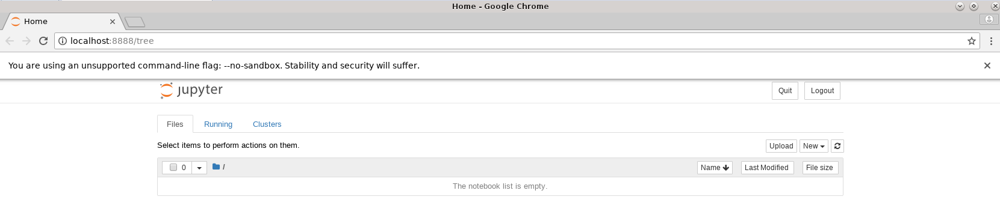 Home - Google Chrome
Home
localhost:8888/tree
You are using an unsupported command-line flag: --no-sandbox. Stability and security will suffer.
jupyter
Quit Logout
Files Running Clusters
Select items to perform actions on them. Upload New
0 / Name Last Modified File size
The notebook list is empty.